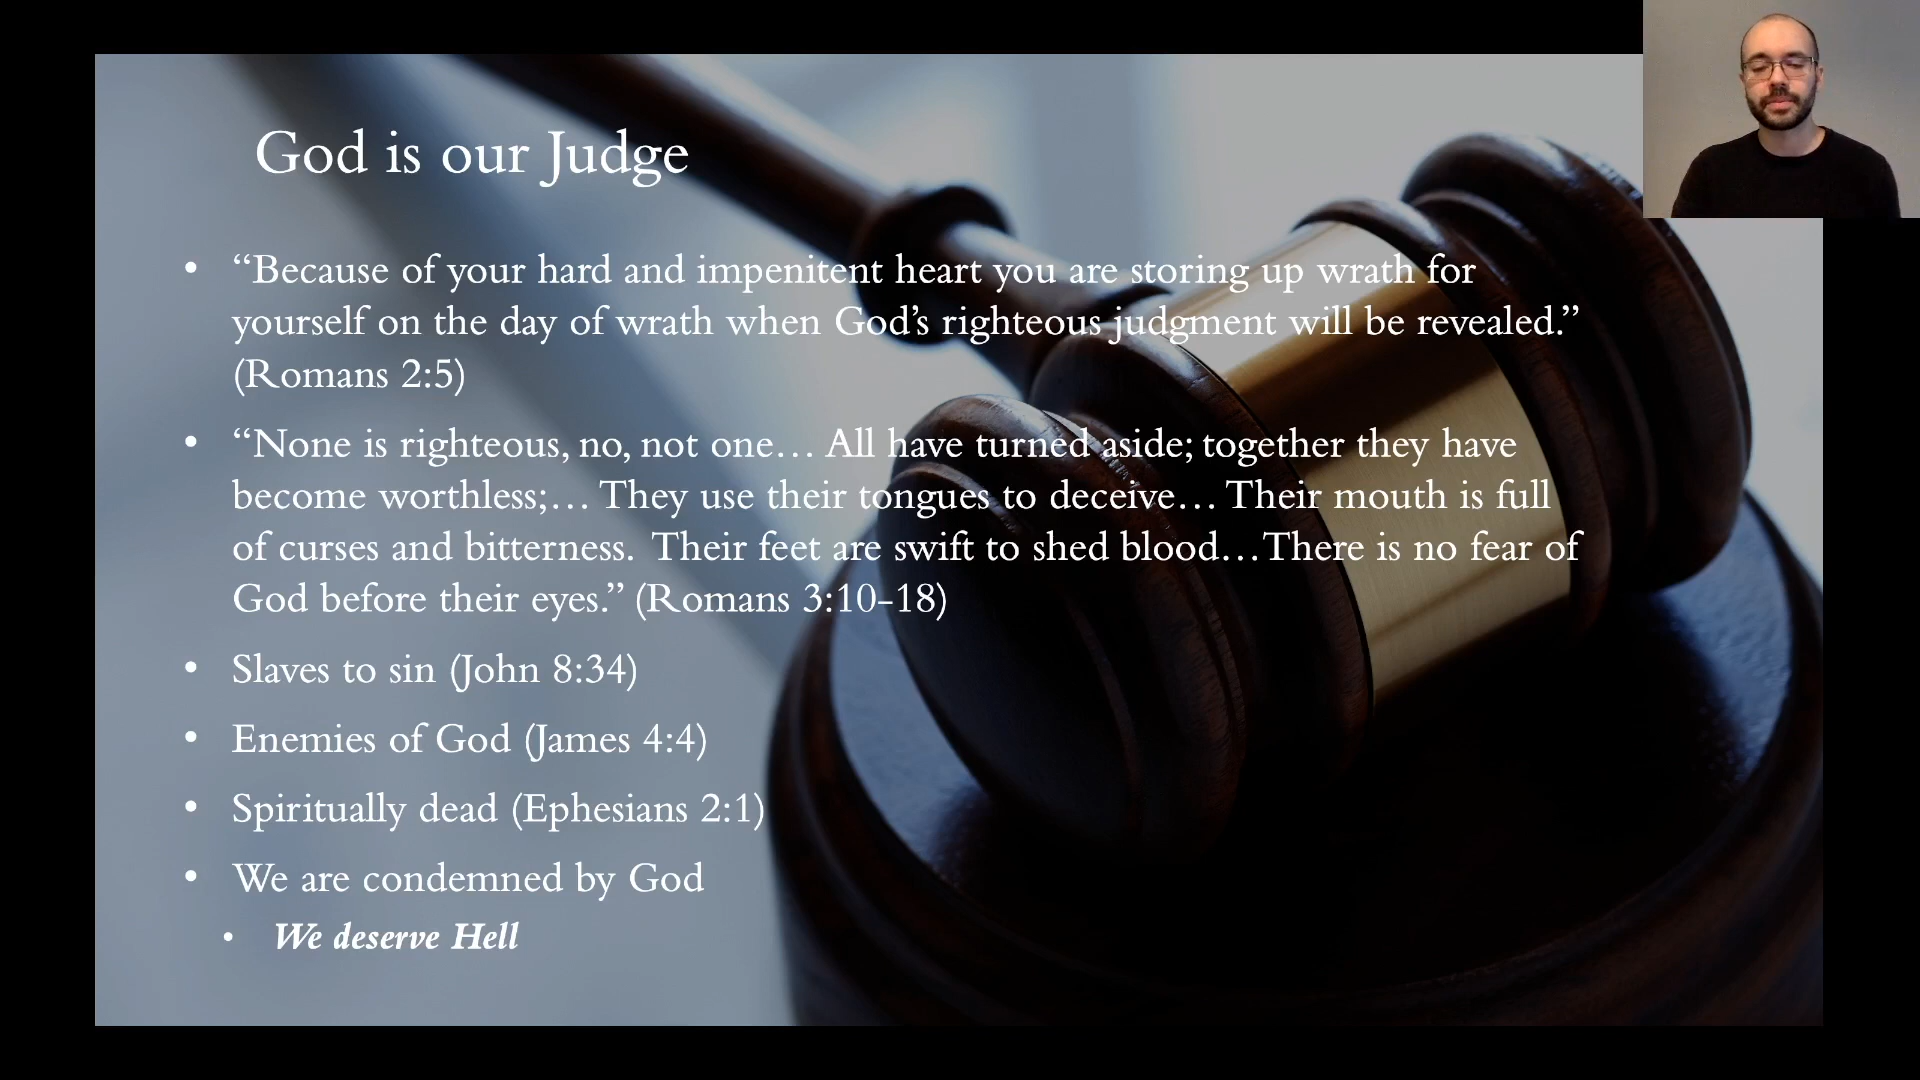 God is our Judge
• “Because of your hard and impenitent heart you are storing up wrath for
yourself on the day of wrath when God’s righteous judgment will be revealed.”
(Romans 2:5)
• “None is righteous, no, not one… All have turned aside; together they have
become worthless;… They use their tongues to deceive… Their mouth is full
of curses and bitterness. Their feet are swift to shed blood…There is no fear of
God before their eyes.” (Romans 3:10-18)
• Slaves to sin (John 8:34)
• Enemies of God (James 4:4)
• Spiritually dead (Ephesians 2:1)
• We are condemned by God
• We deserve Hell